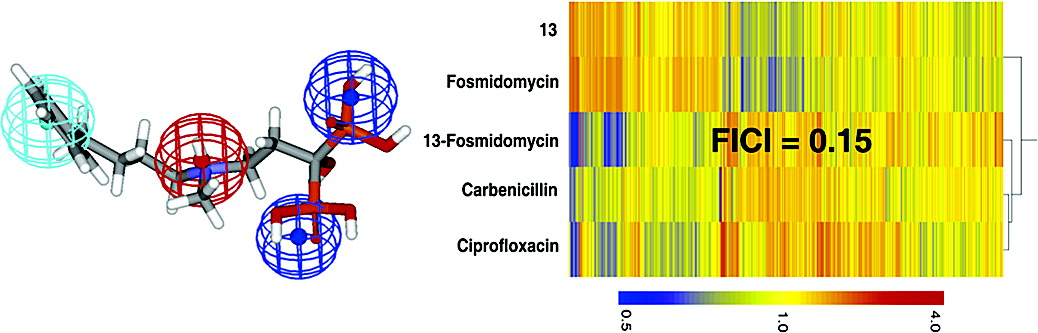 13
Fosmidomycin
13-Fosmidomycin
FICI = 0.15
Carbenicillin
Ciprofloxacin
0.5
1.0
4.0